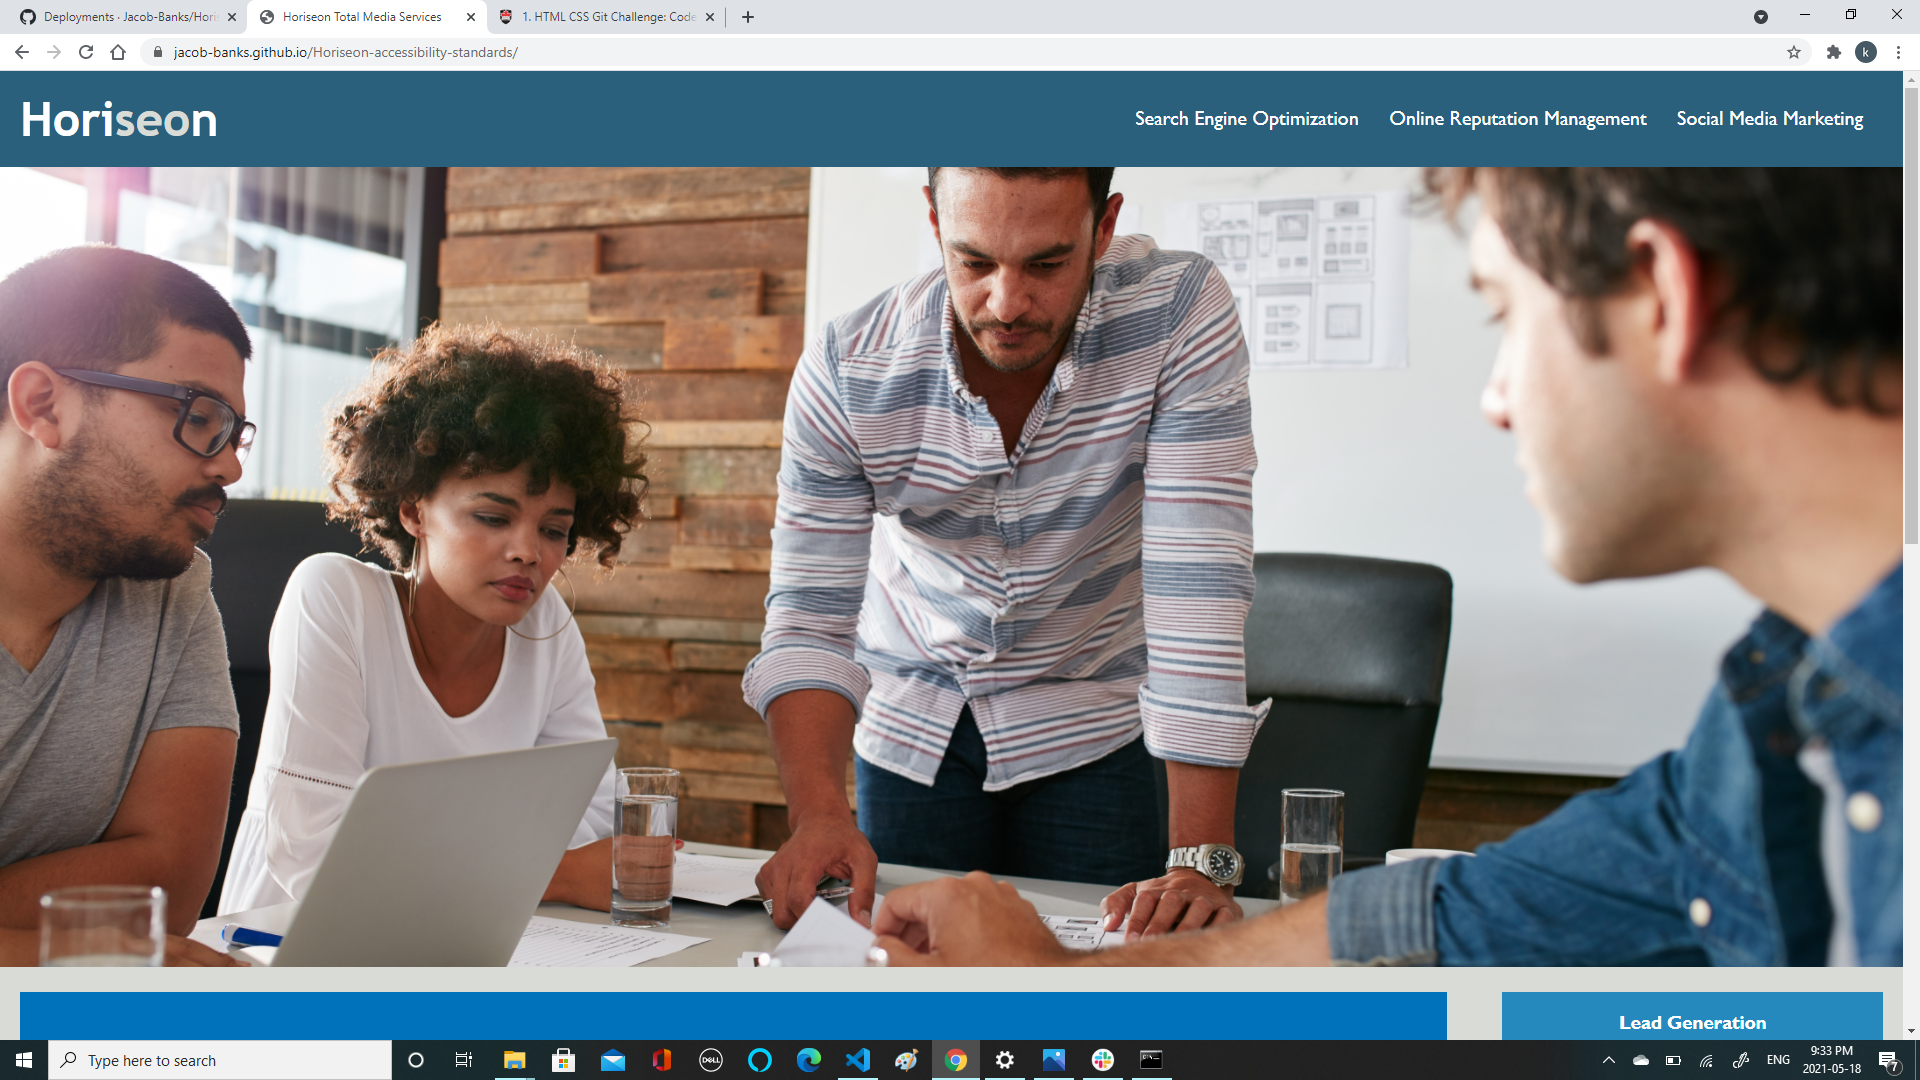 Deployments · Jacob-Banks/Hori
Horiseon Total Media Services
1. HTML CSS Git Challenge: Code
jacob-banks.github.io/Horiseon-accessibility-standards/
k
Horiseon
Search Engine Optimization
Online Reputation Management
Social Media Marketing
Lead Generation
Type here to search
DELL
ENG
9:33 PM
2021-05-18
7